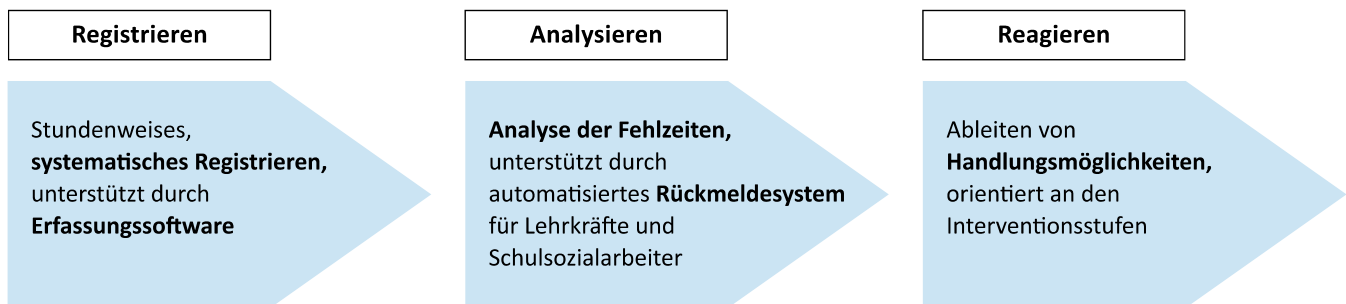 Registrieren
Stundenweises,
systematisches Registrieren,
unterstützt durch
Erfassungssoftware
Analysieren
Analyse der Fehlzeiten,
unterstützt durch
automatisiertes Rückmeldesystem
für Lehrkräfte und
Schulsozialarbeiter
Reagieren
Ableiten von
Handlungsmöglichkeiten,
orientiert an den
Interventionsstufen